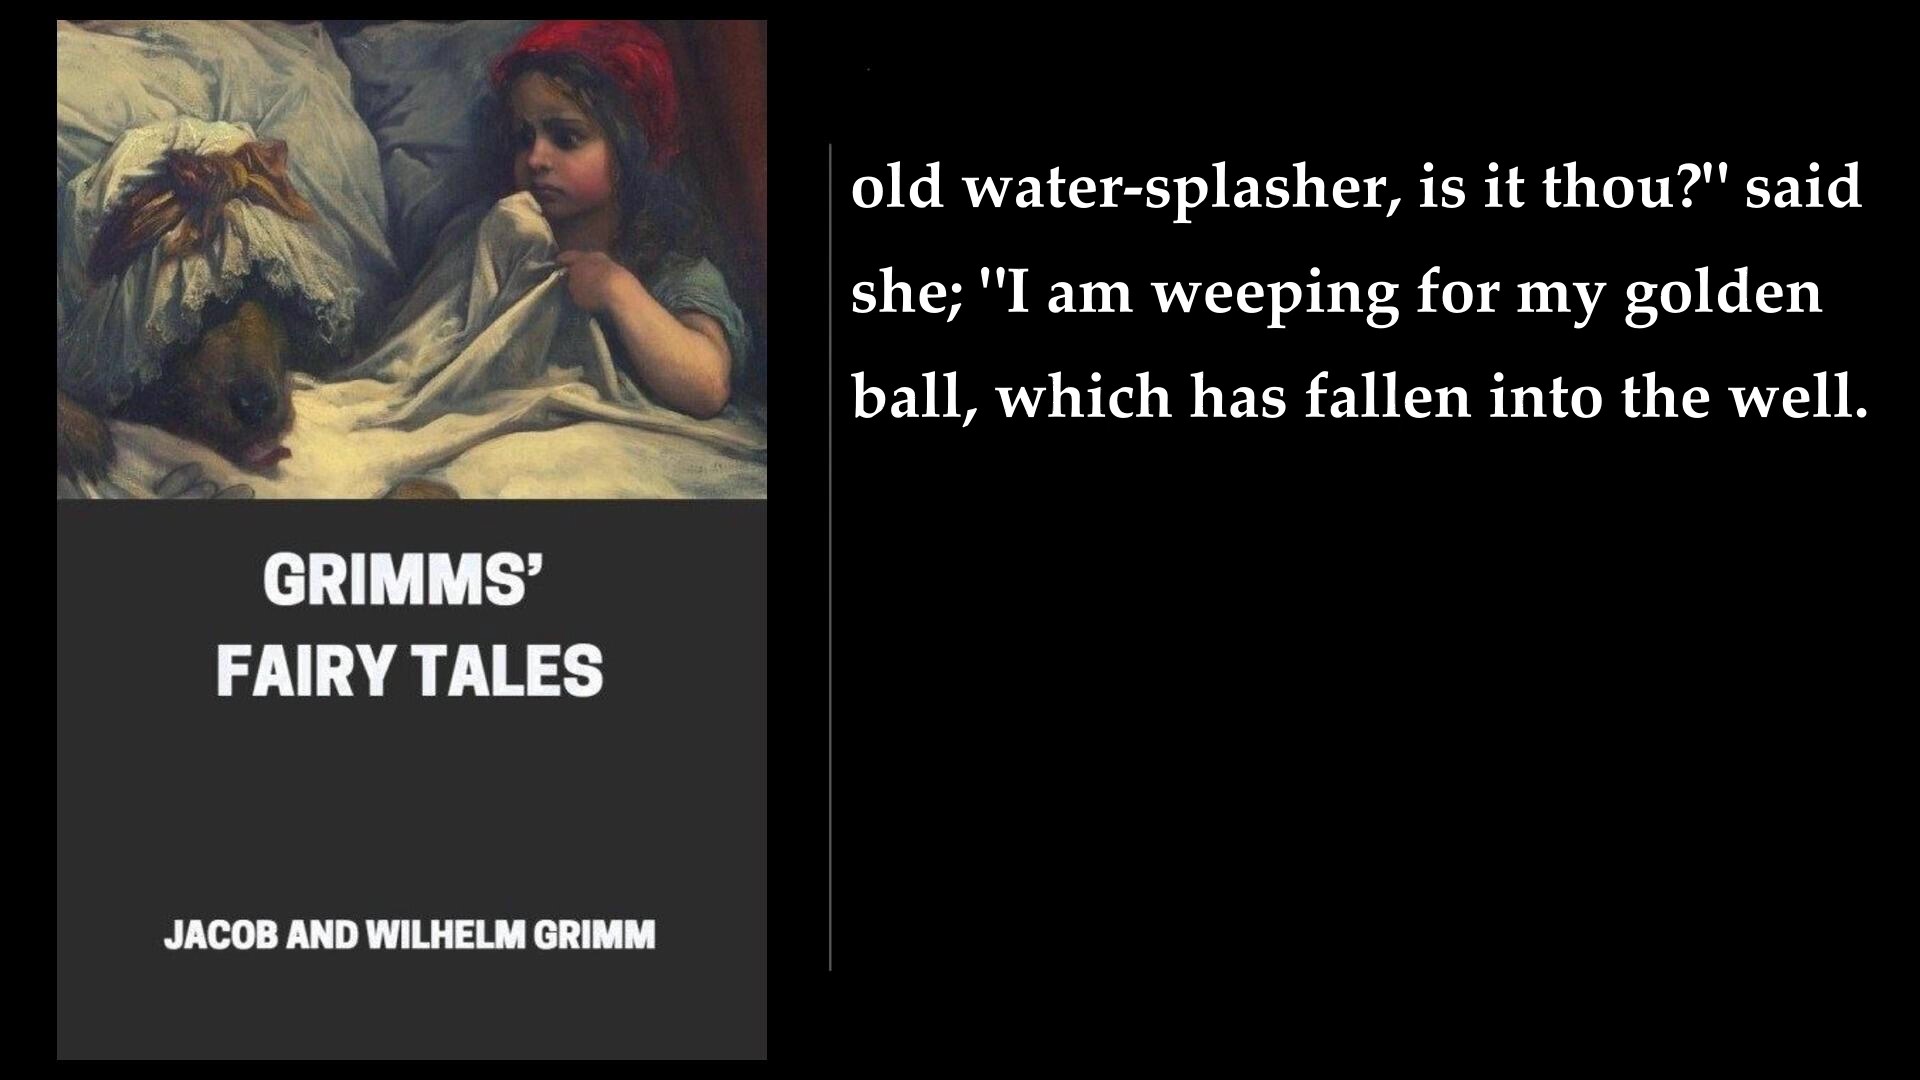 GRIMMS’
FAIRY TALES
JACOB AND WILHELM GRIMM
old water-splasher, is it thou?" said
she; "I am weeping for my golden
ball, which has fallen into the well.